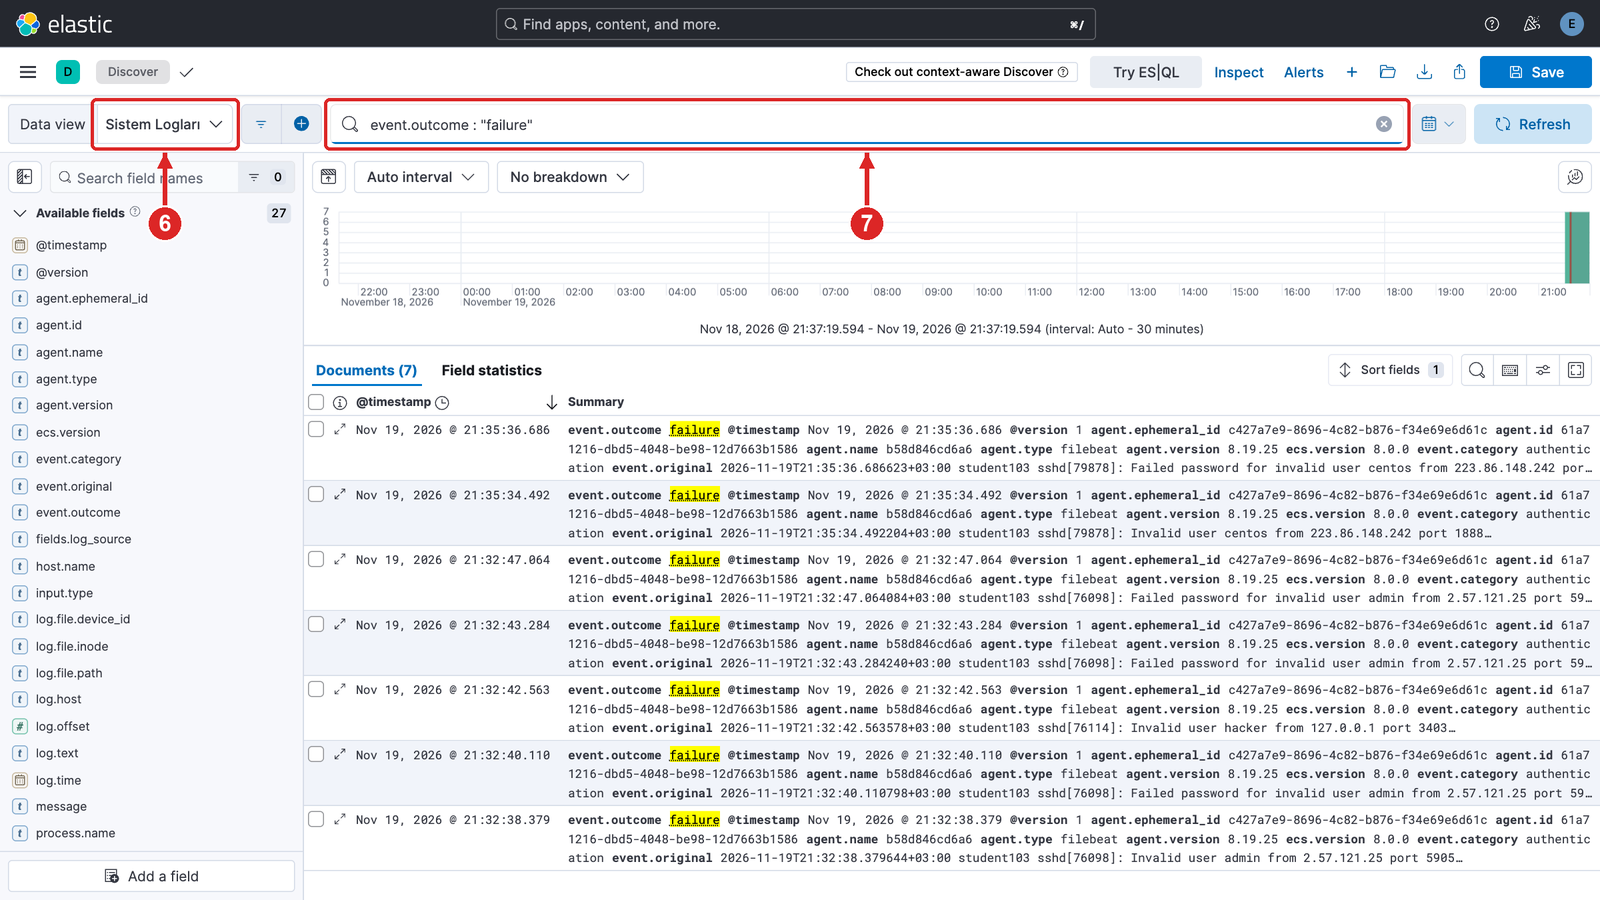 elastic
Find apps, content, and more.
⌘/
E
D
Discover
Check out context-aware Discover
Try ES|QL
Inspect
Alerts
Save
Data view
Sistem Logları
event.outcome : "failure"
Refresh
6
7
Search field names
0
Auto interval
No breakdown
Available fields
27
@timestamp
@version
agent.ephemeral_id
agent.id
agent.name
agent.type
agent.version
ecs.version
event.category
event.original
event.outcome
fields.log_source
host.name
input.type
log.file.device_id
log.file.inode
log.file.path
log.host
log.offset
log.text
log.time
message
process.name
Add a field
7
6
5
4
3
2
1
0
22:00 23:00 00:00 01:00 02:00 03:00 04:00 05:00 06:00 07:00 08:00 09:00 10:00 11:00 12:00 13:00 14:00 15:00 16:00 17:00 18:00 19:00 20:00 21:00
November 18, 2026 November 19, 2026
Nov 18, 2026 @ 21:37:19.594 - Nov 19, 2026 @ 21:37:19.594 (interval: Auto - 30 minutes)
Documents (7) Field statistics
Sort fields 1
@timestamp Summary
Nov 19, 2026 @ 21:35:36.686 event.outcome failure @timestamp Nov 19, 2026 @ 21:35:36.686 @version 1 agent.ephemeral_id c427a7e9-8696-4c82-b876-f34e69e6d61c agent.id 61a7
1216-dbd5-4048-be98-12d7663b1586 agent.name b58d846cd6a6 agent.type filebeat agent.version 8.19.25 ecs.version 8.0.0 event.category authentic
ation event.original 2026-11-19T21:35:36.686623+03:00 student103 sshd[79878]: Failed password for invalid user centos from 223.86.148.242 por…
Nov 19, 2026 @ 21:35:34.492 event.outcome failure @timestamp Nov 19, 2026 @ 21:35:34.492 @version 1 agent.ephemeral_id c427a7e9-8696-4c82-b876-f34e69e6d61c agent.id 61a7
1216-dbd5-4048-be98-12d7663b1586 agent.name b58d846cd6a6 agent.type filebeat agent.version 8.19.25 ecs.version 8.0.0 event.category authentic
ation event.original 2026-11-19T21:35:34.492204+03:00 student103 sshd[79878]: Invalid user centos from 223.86.148.242 port 1888…
Nov 19, 2026 @ 21:32:47.064 event.outcome failure @timestamp Nov 19, 2026 @ 21:32:47.064 @version 1 agent.ephemeral_id c427a7e9-8696-4c82-b876-f34e69e6d61c agent.id 61a7
1216-dbd5-4048-be98-12d7663b1586 agent.name b58d846cd6a6 agent.type filebeat agent.version 8.19.25 ecs.version 8.0.0 event.category authentic
ation event.original 2026-11-19T21:32:47.064084+03:00 student103 sshd[76098]: Failed password for invalid user admin from 2.57.121.25 port 59…
Nov 19, 2026 @ 21:32:43.284 event.outcome failure @timestamp Nov 19, 2026 @ 21:32:43.284 @version 1 agent.ephemeral_id c427a7e9-8696-4c82-b876-f34e69e6d61c agent.id 61a7
1216-dbd5-4048-be98-12d7663b1586 agent.name b58d846cd6a6 agent.type filebeat agent.version 8.19.25 ecs.version 8.0.0 event.category authentic
ation event.original 2026-11-19T21:32:43.284240+03:00 student103 sshd[76098]: Failed password for invalid user admin from 2.57.121.25 port 59…
Nov 19, 2026 @ 21:32:42.563 event.outcome failure @timestamp Nov 19, 2026 @ 21:32:42.563 @version 1 agent.ephemeral_id c427a7e9-8696-4c82-b876-f34e69e6d61c agent.id 61a7
1216-dbd5-4048-be98-12d7663b1586 agent.name b58d846cd6a6 agent.type filebeat agent.version 8.19.25 ecs.version 8.0.0 event.category authentic
ation event.original 2026-11-19T21:32:42.563578+03:00 student103 sshd[76114]: Invalid user hacker from 127.0.0.1 port 3403…
Nov 19, 2026 @ 21:32:40.110 event.outcome failure @timestamp Nov 19, 2026 @ 21:32:40.110 @version 1 agent.ephemeral_id c427a7e9-8696-4c82-b876-f34e69e6d61c agent.id 61a7
1216-dbd5-4048-be98-12d7663b1586 agent.name b58d846cd6a6 agent.type filebeat agent.version 8.19.25 ecs.version 8.0.0 event.category authentic
ation event.original 2026-11-19T21:32:40.110798+03:00 student103 sshd[76098]: Failed password for invalid user admin from 2.57.121.25 port 59…
Nov 19, 2026 @ 21:32:38.379 event.outcome failure @timestamp Nov 19, 2026 @ 21:32:38.379 @version 1 agent.ephemeral_id c427a7e9-8696-4c82-b876-f34e69e6d61c agent.id 61a7
1216-dbd5-4048-be98-12d7663b1586 agent.name b58d846cd6a6 agent.type filebeat agent.version 8.19.25 ecs.version 8.0.0 event.category authentic
ation event.original 2026-11-19T21:32:38.379644+03:00 student103 sshd[76098]: Invalid user admin from 2.57.121.25 port 5905…